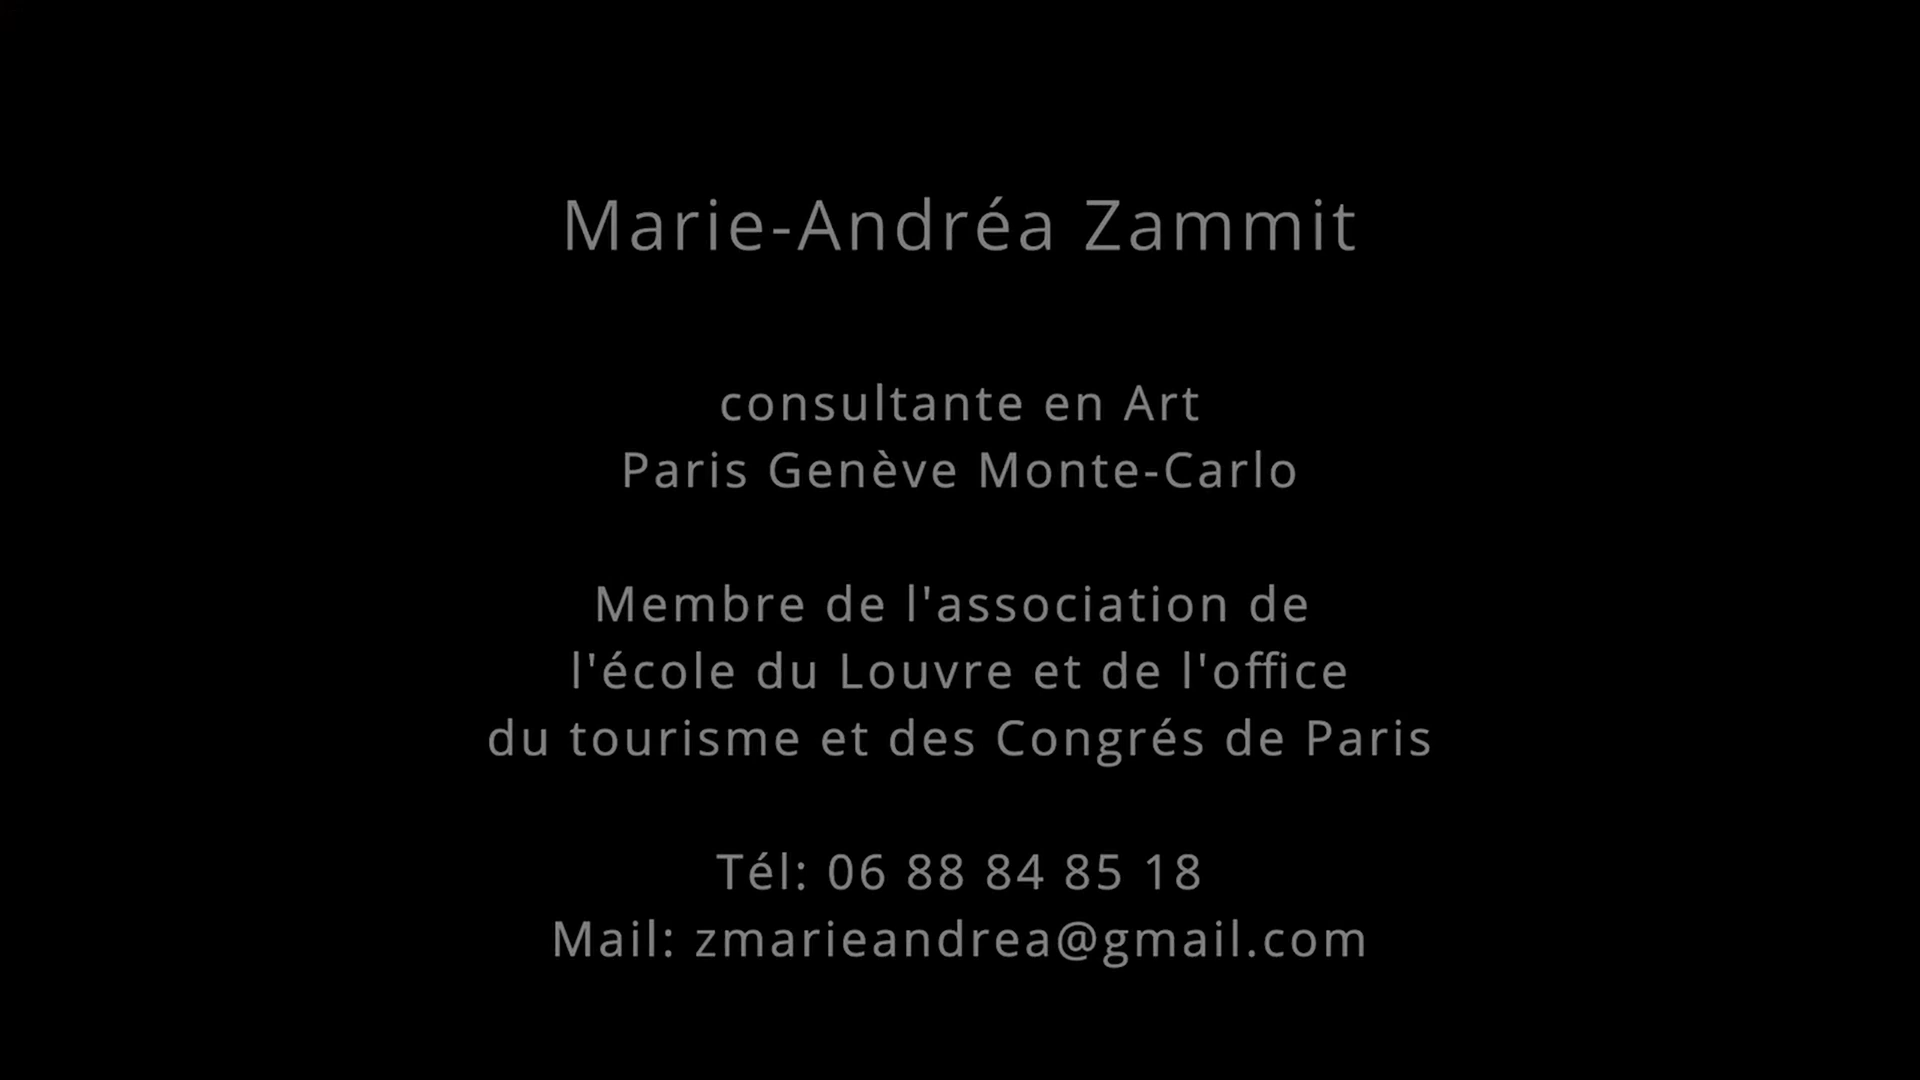 Marie-Andréa Zammit
consultante en Art
Paris Genève Monte-Carlo
Membre de l'association de
l'école du Louvre et de l'office
du tourisme et des Congrés de Paris
Tél: 06 88 84 85 18
Mail: zmarieandrea@gmail.com